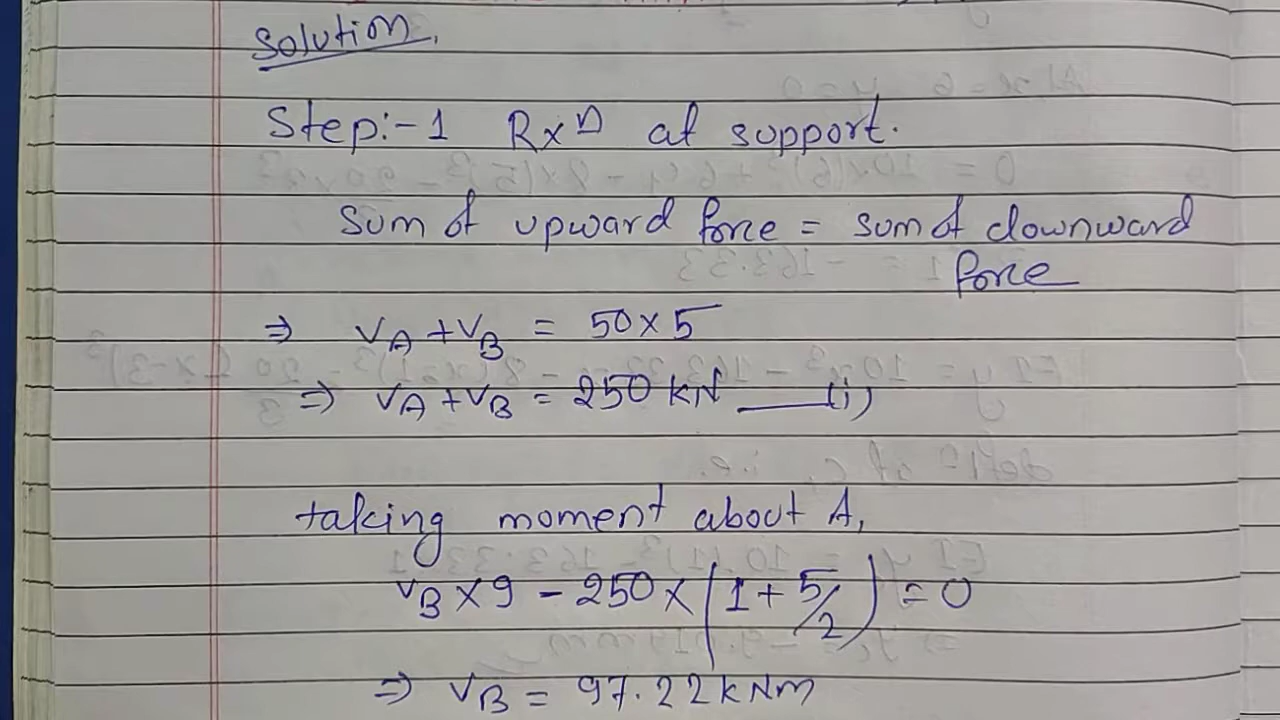 Solution,
Step:-1 Rxⁿ at support.
Sum of upward force = sum of downward
force
⇒ VA + VB = 50 × 5
⇒ VA + VB = 250 kN ——(i)
taking moment about A,
VB × 9 - 250 × (1 + 5/2) = 0
⇒ VB = 97.22 kNm